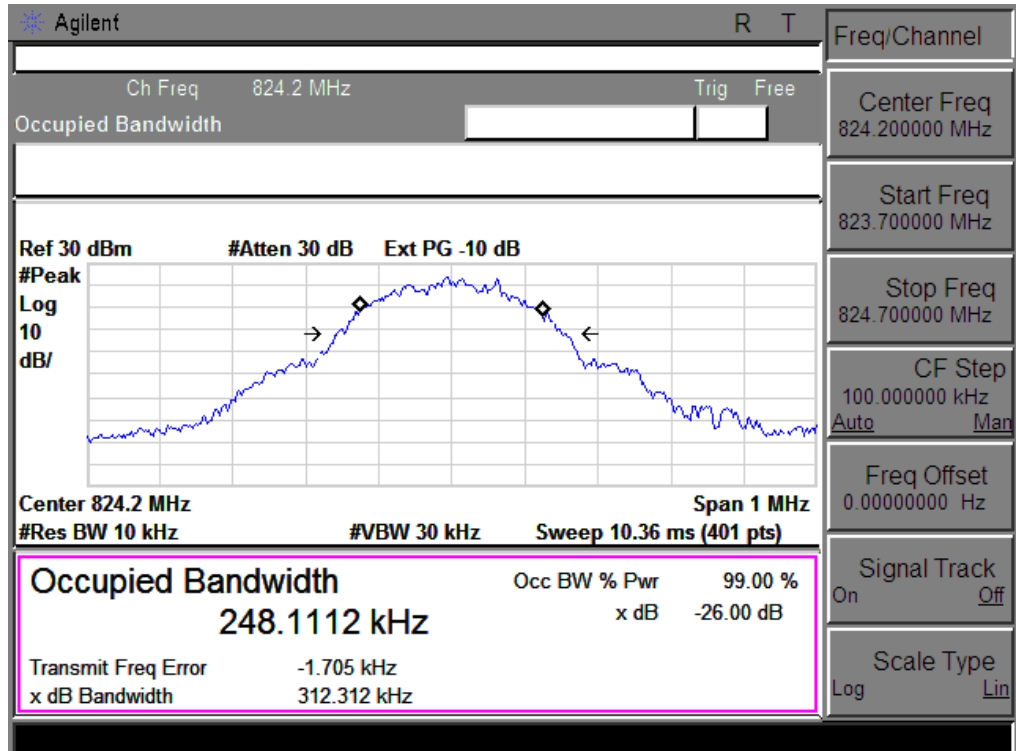 Agilent R T
Ch Freq 824.2 MHz Trig Free
Occupied Bandwidth
Ref 30 dBm #Atten 30 dB Ext PG -10 dB
#Peak
Log
10
dB/
Center 824.2 MHz Span 1 MHz
#Res BW 10 kHz #VBW 30 kHz Sweep 10.36 ms (401 pts)
Occupied Bandwidth Occ BW % Pwr 99.00 %
248.1112 kHz x dB -26.00 dB
Transmit Freq Error -1.705 kHz
x dB Bandwidth 312.312 kHz
Freq/Channel
Center Freq
824.200000 MHz
Start Freq
823.700000 MHz
Stop Freq
824.700000 MHz
CF Step
100.000000 kHz
Auto Man
Freq Offset
0.00000000 Hz
Signal Track
On Off
Scale Type
Log Lin